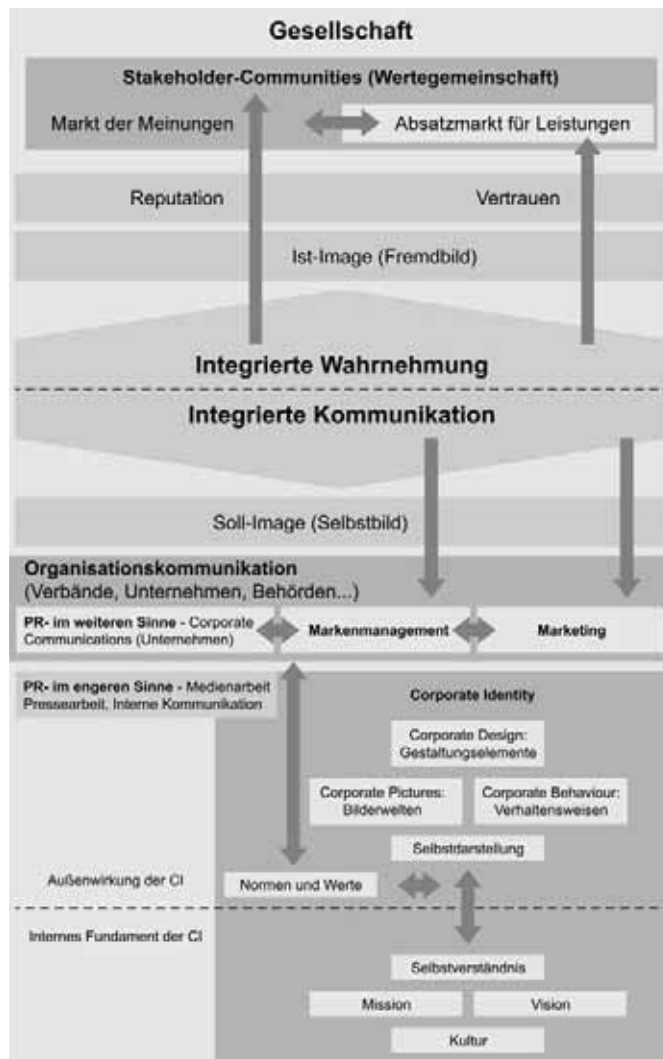 Gesellschaft
Stakeholder-Communities (Wertegemeinschaft)
Markt der Meinungen
Absatzmarkt für Leistungen
Reputation
Vertrauen
Ist-Image (Fremdbild)
Integrierte Wahrnehmung
Integrierte Kommunikation
Soll-Image (Selbstbild)
Organisationskommunikation
(Verbände, Unternehmen, Behörden...)
PR- im weiteren Sinne - Corporate
Communications (Unternehmen)
Markenmanagement
Marketing
PR- im engeren Sinne - Medienarbeit
Pressearbeit, Interne Kommunikation
Corporate Identity
Corporate Design:
Gestaltungselemente
Corporate Pictures:
Bilderwelten
Corporate Behaviour:
Verhaltensweisen
Selbstdarstellung
Außenwirkung der CI
Normen und Werte
Internes Fundament der CI
Selbstverständnis
Mission
Vision
Kultur